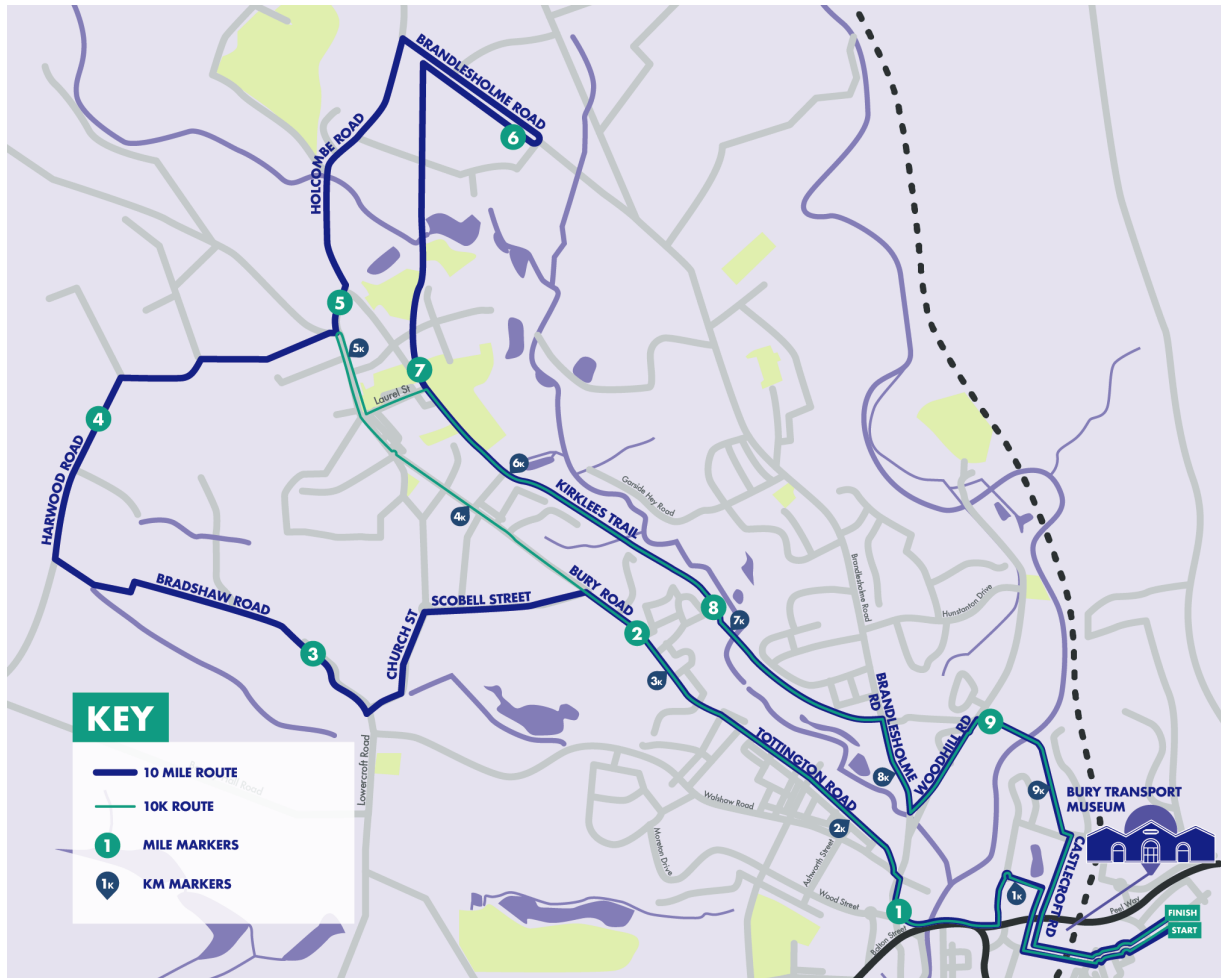 BRANDLESHOLME ROAD
6
HOLCOMBE ROAD
5
5K
7
Laurel St
4
HARWOOD ROAD
6K
KIRKLEES TRAIL
Garside Hey Road
4K
BRADSHAW ROAD
SCOBELL STREET
BURY ROAD
CHURCH ST
3
2
3K
8
7K
Brandlesholme Road
Hunstanton Drive
BRANDLESHOLME
RD
WOODHILL RD
9
8K
9K
TOTTINGTON ROAD
Walshaw Road
2K
Moreton Drive
Ashworth Street
Wood Street
1
Bolton Street
1K
CASTLECROFT RD
Peel Way
BURY TRANSPORT
MUSEUM
FINISH
START
Lowercroft Road
KEY
10 MILE ROUTE
10K ROUTE
1
MILE MARKERS
1K
KM MARKERS